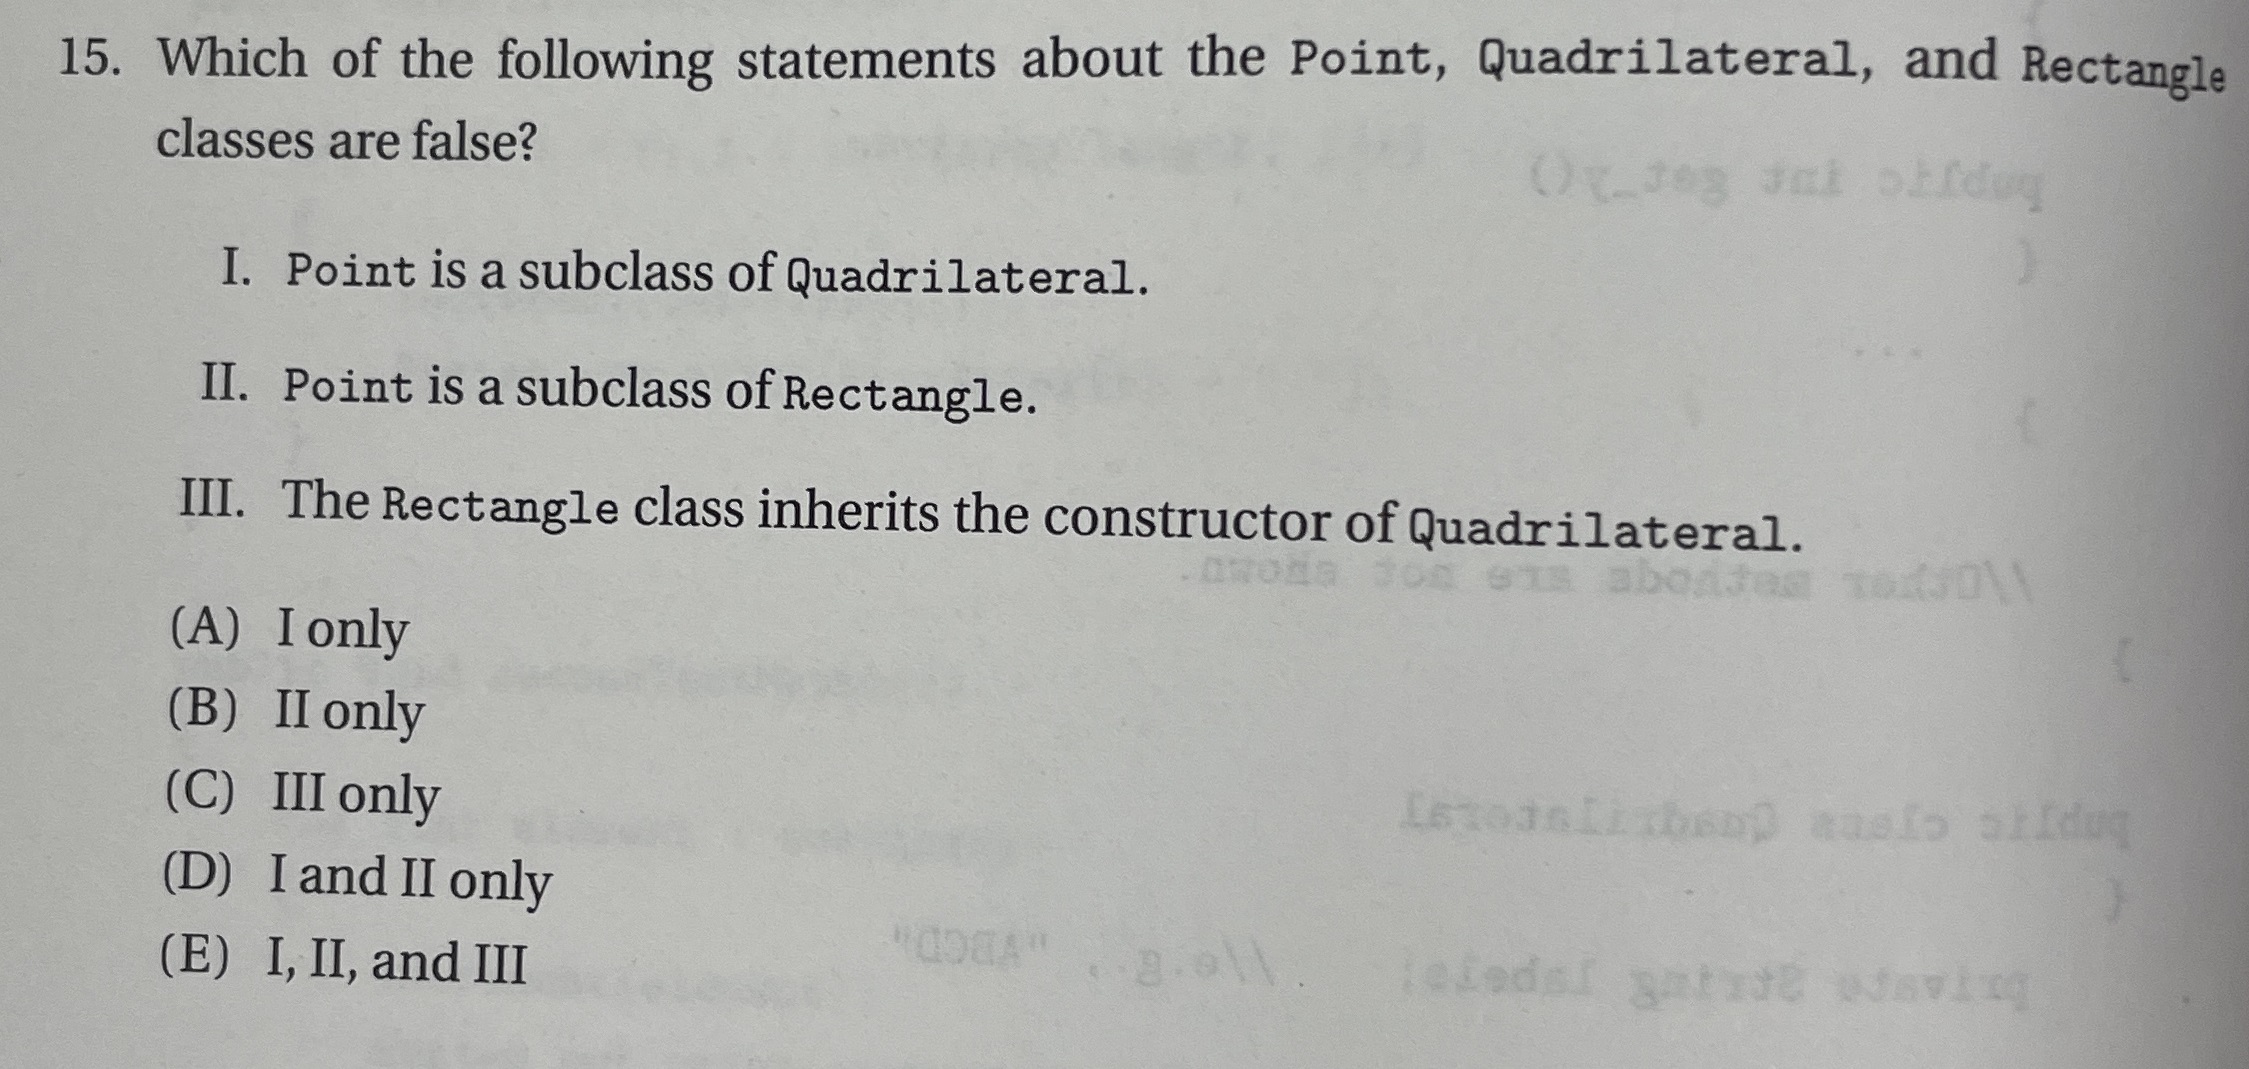 15. Which of the following statements about the Point, Quadrilateral, and Rectangle
classes are false?
I. Point is a subclass of Quadrilateral.
II. Point is a subclass of Rectangle.
III. The Rectangle class inherits the constructor of Quadrilateral.
(A) I only
(B) II only
(C) III only
(D) I and II only
(E) I, II, and III